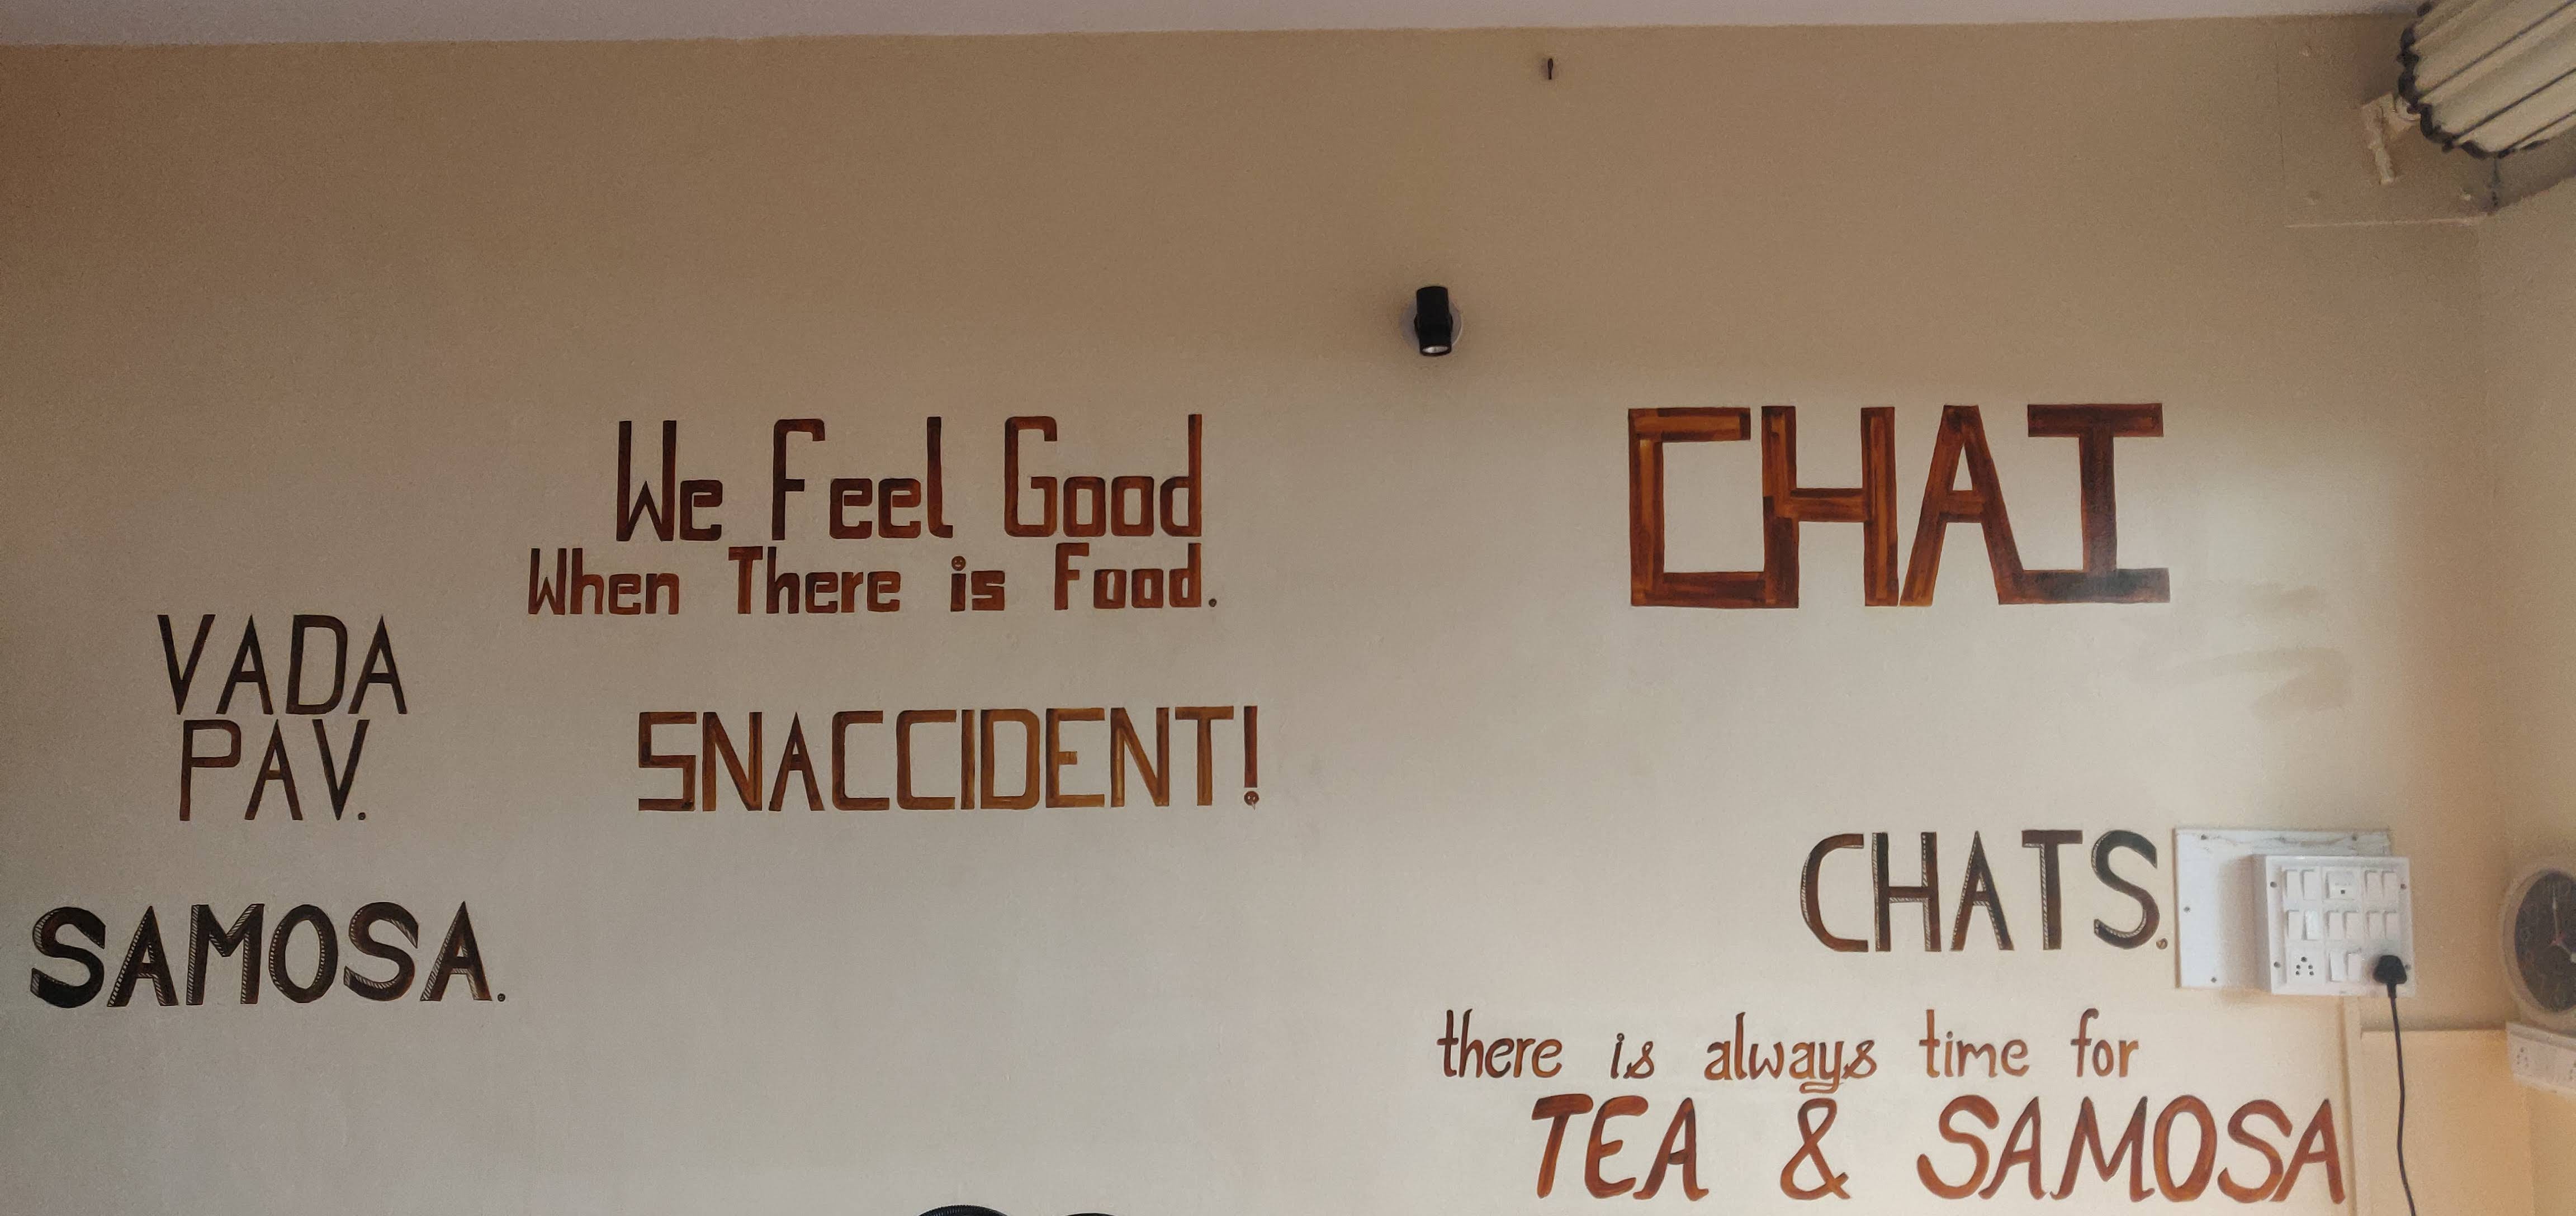 We Feel Good
When There is Food.
CHAI
VADA
PAV.
SNACCIDENT!
SAMOSA.
CHATS.
there is always time for
TEA & SAMOSA